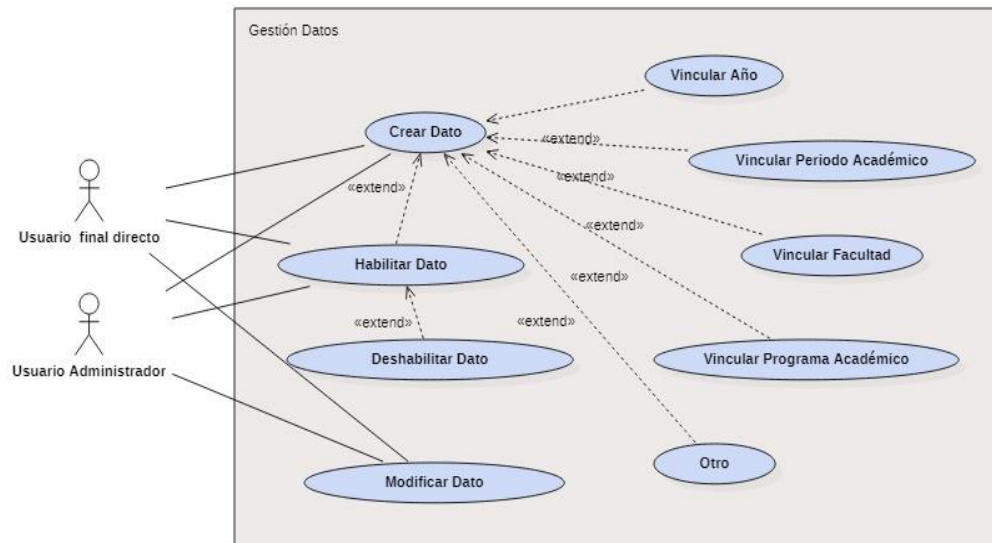 Gestión Datos
Vincular Año
Crear Dato
«extend»
Vincular Periodo Académico
«extend»
«extend»
Usuario final directo
«extend»
Vincular Facultad
Habilitar Dato
«extend»
«extend»
«extend»
Usuario Administrador
Deshabilitar Dato
Vincular Programa Académico
Otro
Modificar Dato